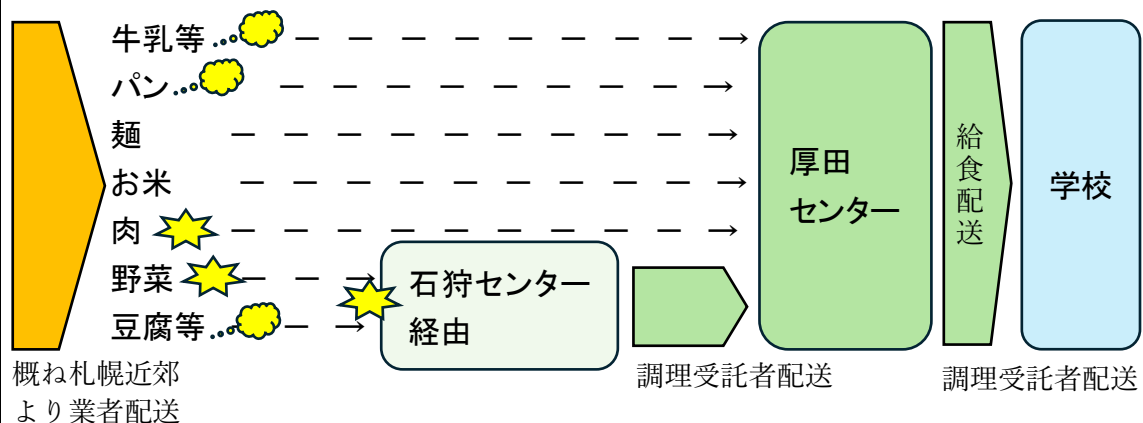 牛乳等
パン
麺
お米
肉
野菜
豆腐等
石狩センター
経由
厚田
センター
給食配送
学校
概ね札幌近郊
より業者配送
調理受託者配送
調理受託者配送